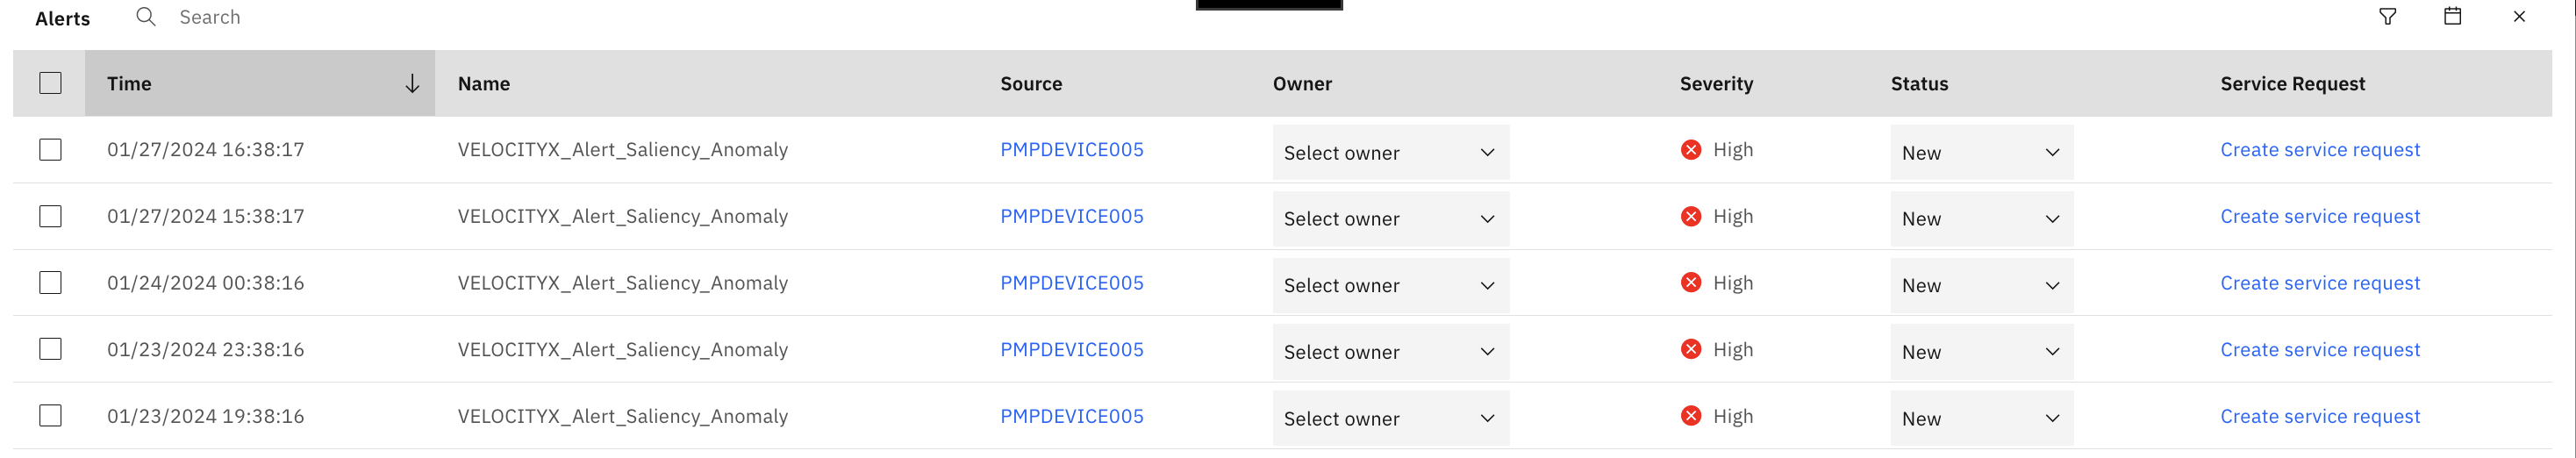 Alerts Search
Time Name Source Owner Severity Status Service Request
01/27/2024 16:38:17 VELOCITYX_Alert_Saliency_Anomaly PMPDEVICE005 Select owner High New Create service request
01/27/2024 15:38:17 VELOCITYX_Alert_Saliency_Anomaly PMPDEVICE005 Select owner High New Create service request
01/24/2024 00:38:16 VELOCITYX_Alert_Saliency_Anomaly PMPDEVICE005 Select owner High New Create service request
01/23/2024 23:38:16 VELOCITYX_Alert_Saliency_Anomaly PMPDEVICE005 Select owner High New Create service request
01/23/2024 19:38:16 VELOCITYX_Alert_Saliency_Anomaly PMPDEVICE005 Select owner High New Create service request